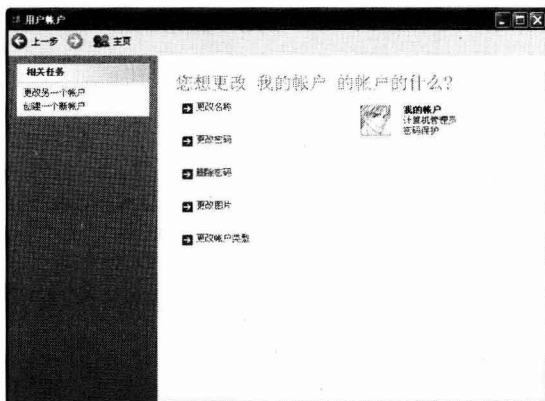 用户帐户
上一步 主页
相关任务
更改另一个帐户
创建一个新帐户
您想更改 我的帐户 的帐户的什么?
更改名称
更改密码
删除密码
更改图片
更改帐户类型
我的帐户
计算机管理员
密码保护